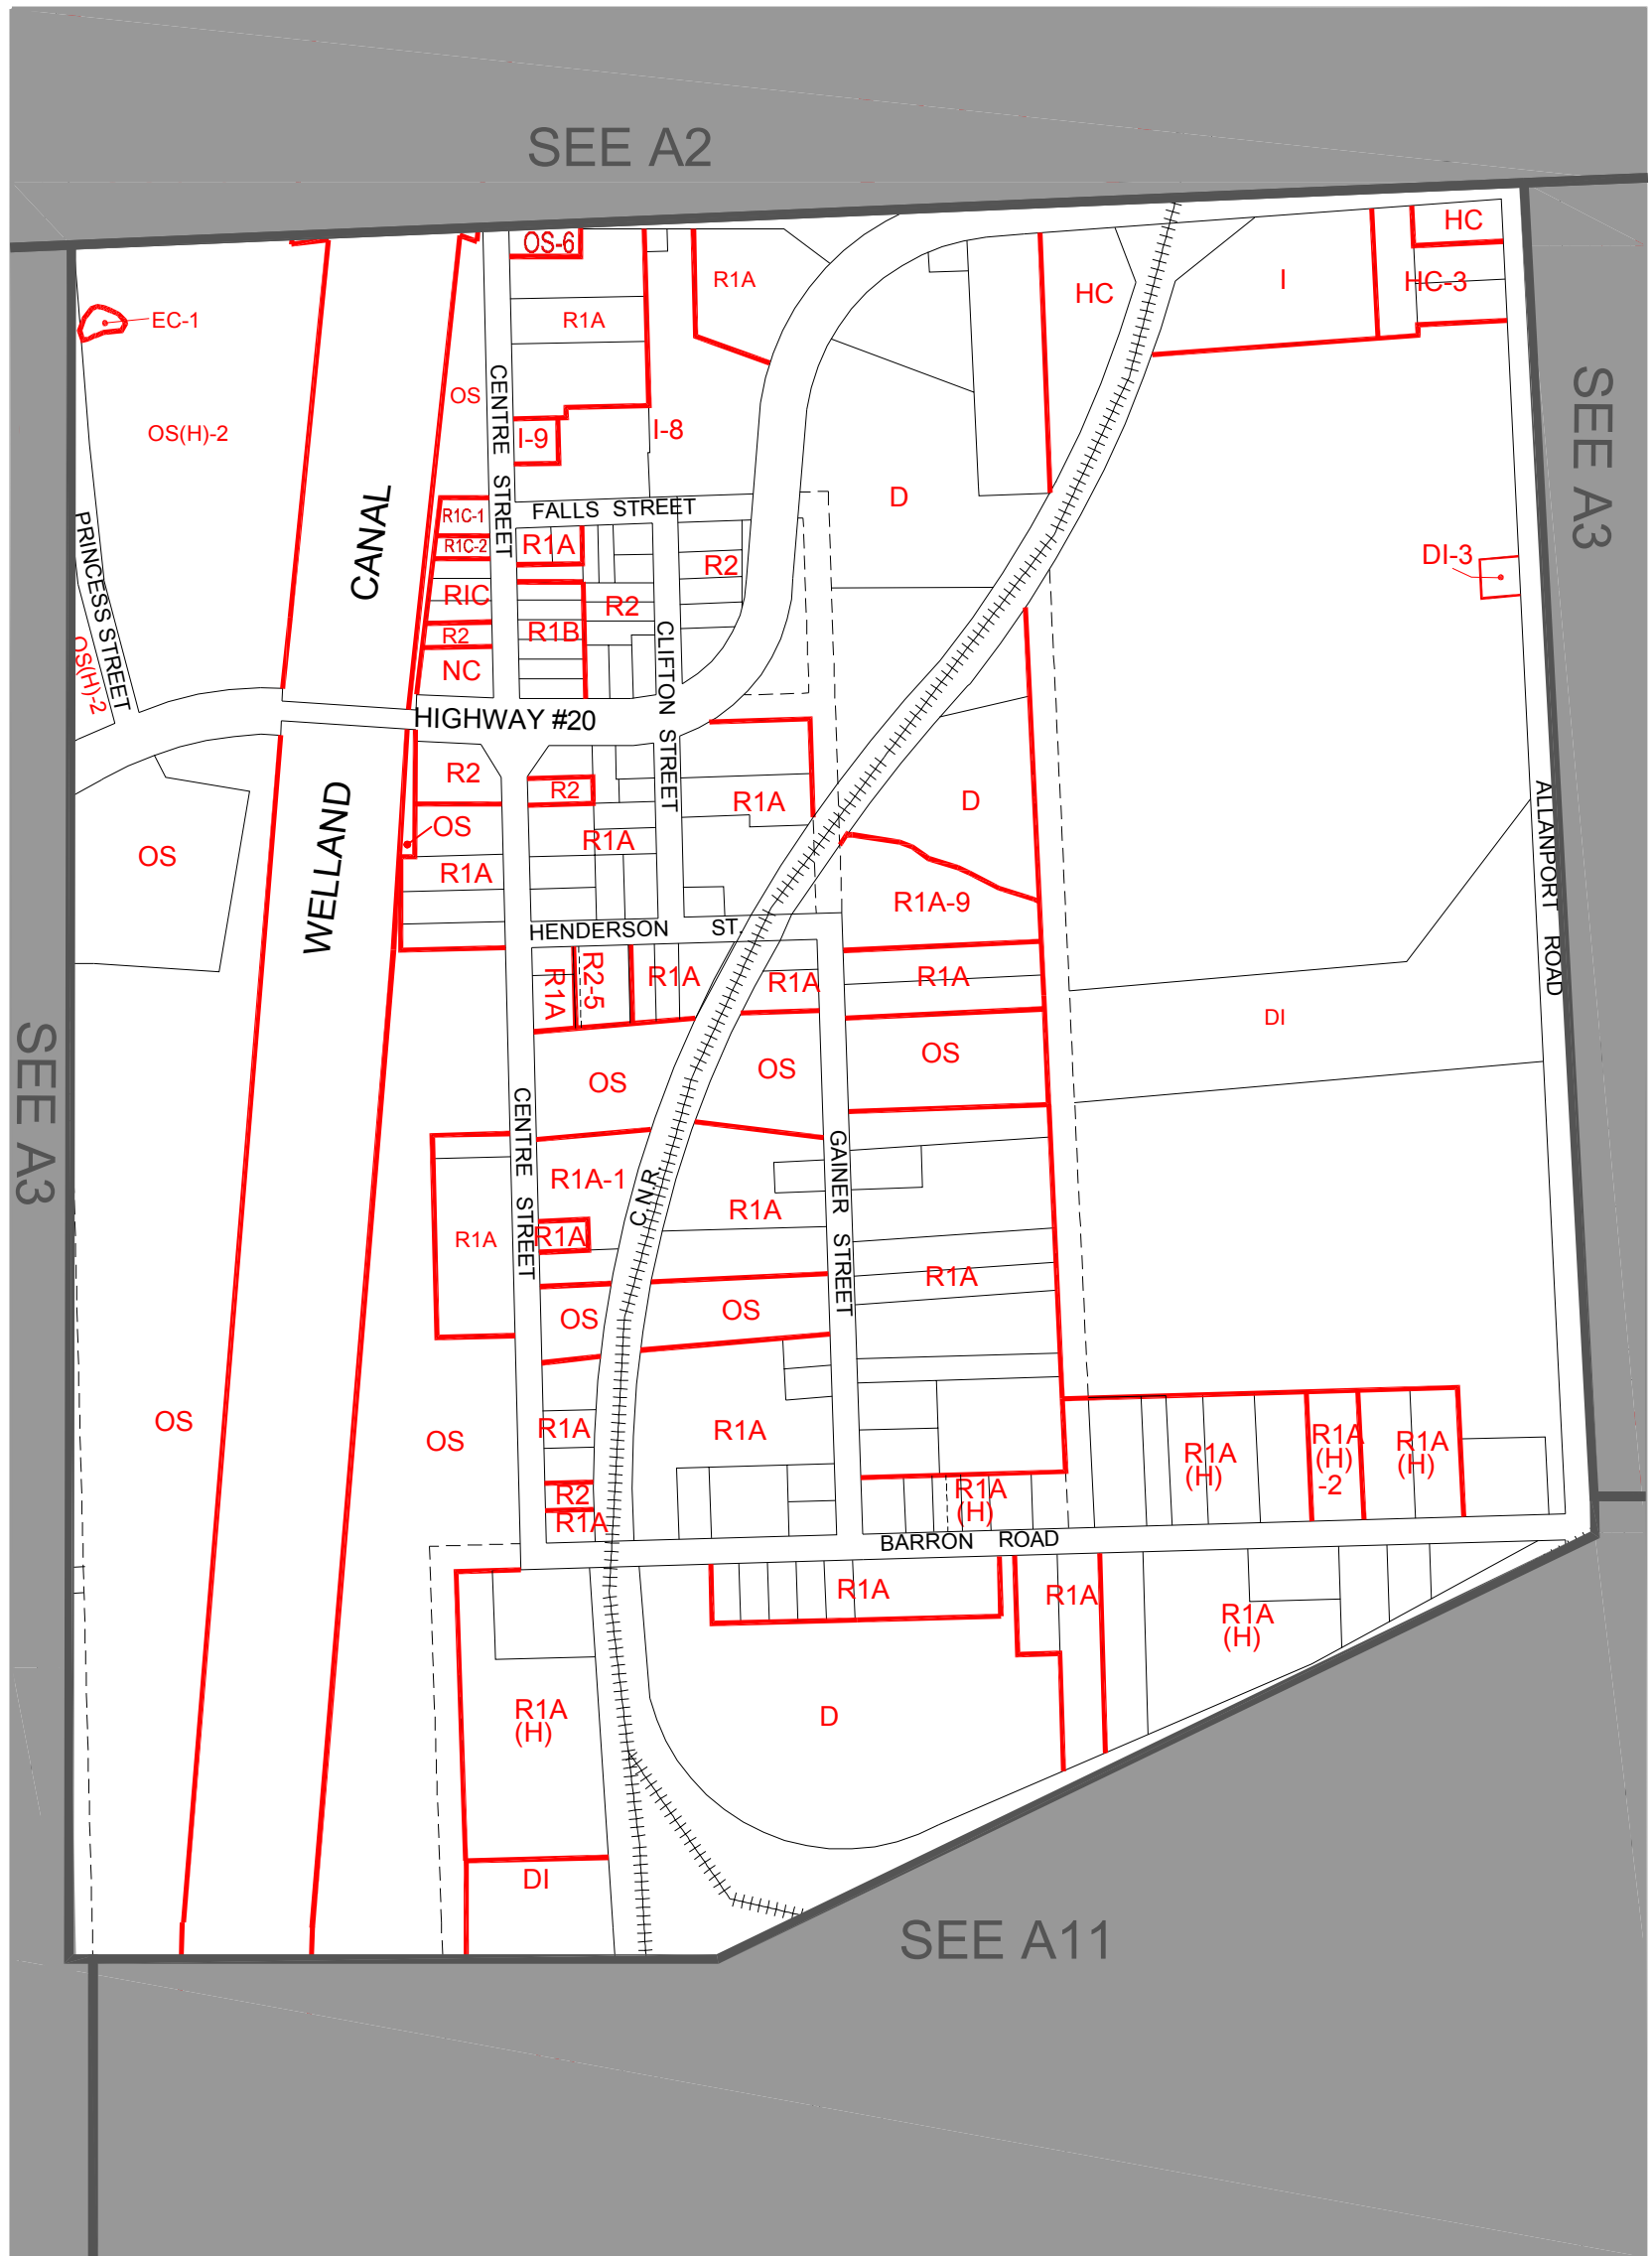 SEE A2
HC
OS-6
R1A
I
HC-3
HC
EC-1
R1A
OS
CENTRE STREET
SEE A3
OS(H)-2
I-9
I-8
D
CANAL
R1C-1
FALLS STREET
R1C-2
R1A
DI-3
R2
PRINCESS STREET
RIC
R2
R1B
R2
CLIFTON STREET
NC
OS(H)-2
HIGHWAY #20
R2
R2
R1A
D
WELLAND
OS
R1A
OS
R1A
ALLANPORT ROAD
R1A-9
HENDERSON ST.
R1A
R2-5
R1A
R1A
R1A
DI
SEE A3
OS
OS
OS
CENTRE STREET
R1A-1
C.N.R.
R1A
GAINER STREET
R1A
R1A
R1A
OS
OS
OS
OS
R1A
R1A
R1A
(H)
R1A
(H)
-2
R1A
(H)
R2
R1A
(H)
R1A
BARRON ROAD
R1A
R1A
R1A
(H)
R1A
(H)
D
DI
SEE A11